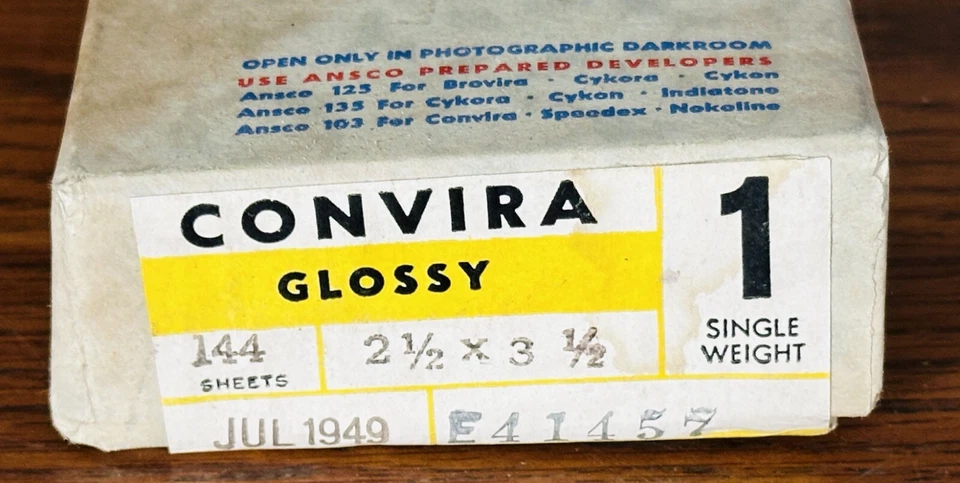 OPEN ONLY IN PHOTOGRAPHIC DARKROOM
USE ANSCO PREPARED DEVELOPERS
Ansco 125 For Brovira · Cykora · Cykon
Ansco 135 For Cykora · Cykon · Indiatone
Ansco 103 For Convira · Speedex · Nokoline
CONVIRA
GLOSSY
144
SHEETS
2½ X 3 ½
1
SINGLE
WEIGHT
JUL 1949
E41457